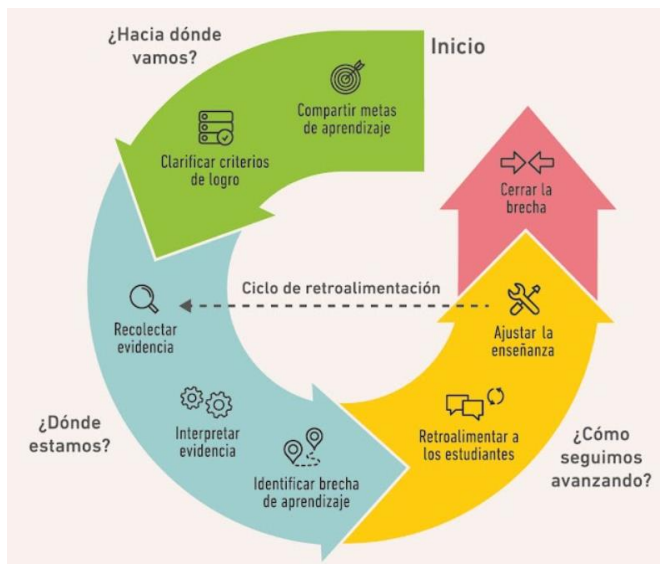 ¿Hacia dónde
vamos?
Inicio
Compartir metas
de aprendizaje
Clarificar criterios
de logro
Cerrar la
brecha
Ciclo de retroalimentación
Recolectar
evidencia
Ajustar la
enseñanza
¿Dónde
estamos?
Interpretar
evidencia
Identificar brecha
de aprendizaje
Retroalimentar a
los estudiantes
¿Cómo
seguimos
avanzando?